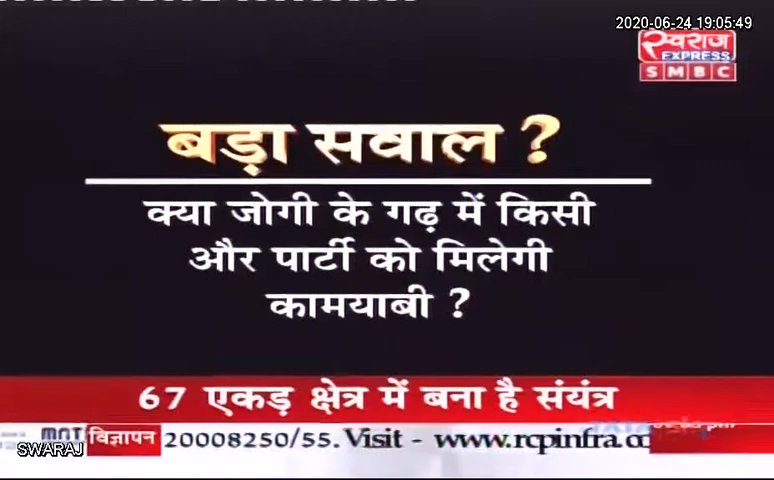 2020-06-24 19:05:49
स्वराज
EXPRESS
SMBC
बड़ा सवाल ?
क्या जोगी के गढ़ में किसी
और पार्टी को मिलेगी
कामयाबी ?
67 एकड़ क्षेत्र में बना है संयंत्र
विज्ञापन 20008250/55. Visit - www.rcpinfra.co
SWARAJ